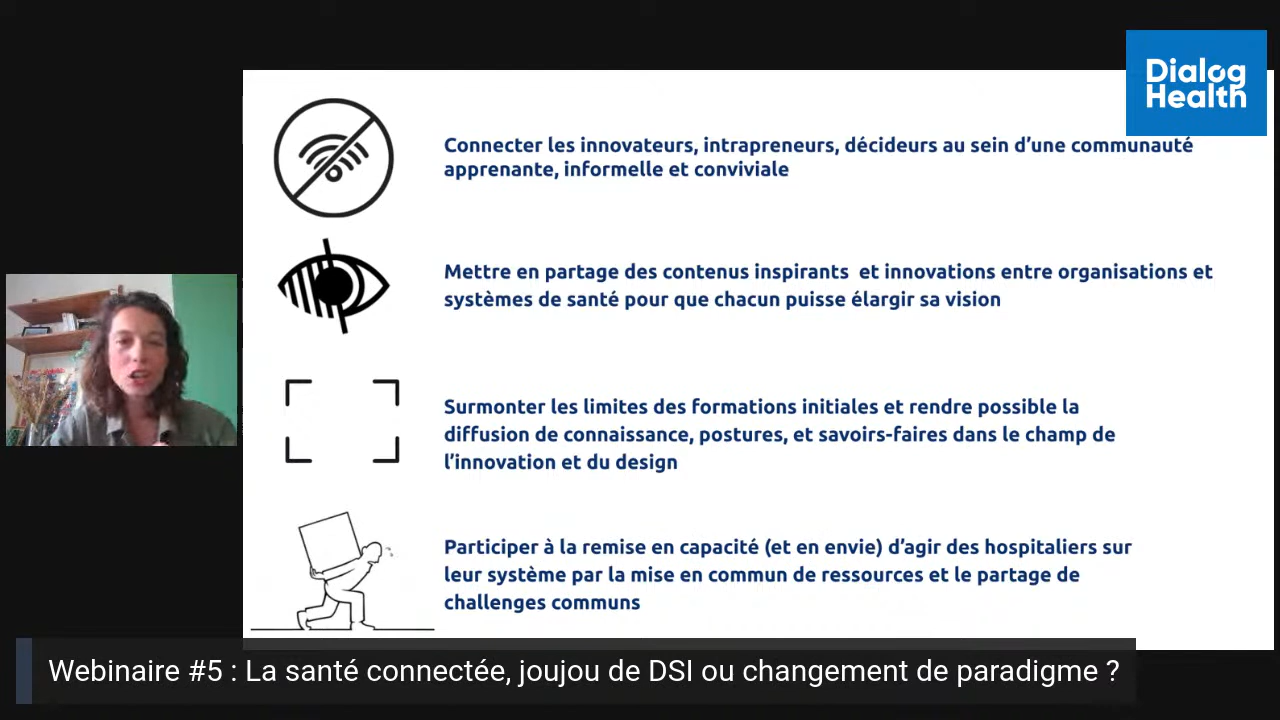 Dialog
Health
Connecter les innovateurs, intrapreneurs, décideurs au sein d’une communauté
apprenante, informelle et conviviale
Mettre en partage des contenus inspirants  et innovations entre organisations et
systèmes de santé pour que chacun puisse élargir sa vision
Surmonter les limites des formations initiales et rendre possible la
diffusion de connaissance, postures, et savoirs-faires dans le champ de
l’innovation et du design
Participer à la remise en capacité (et en envie) d’agir des hospitaliers sur
leur système par la mise en commun de ressources et le partage de
challenges communs
Webinaire #5 : La santé connectée, joujou de DSI ou changement de paradigme ?